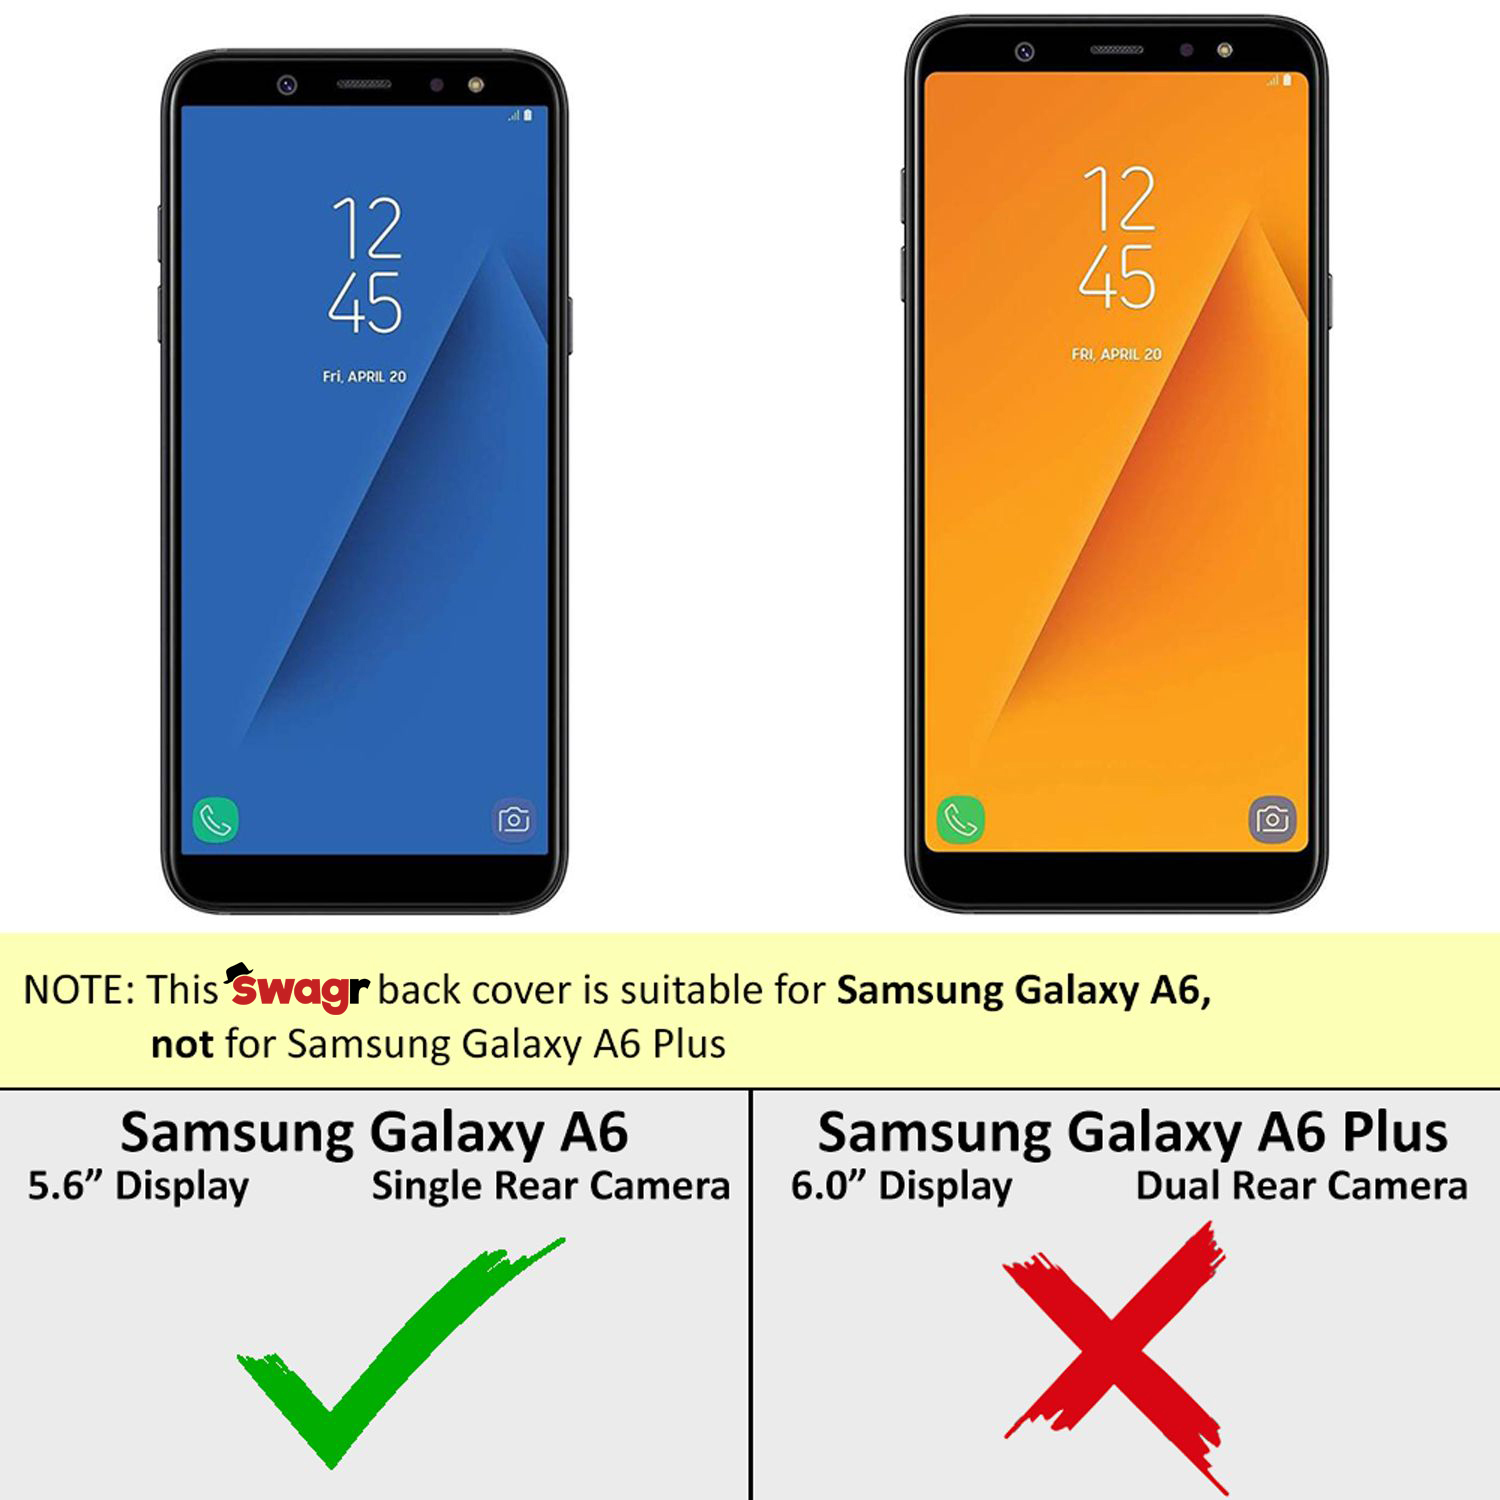 12
45
Fri, APRIL 20
12
45
FRI, APRIL 20
NOTE: This swagr back cover is suitable for Samsung Galaxy A6,
not for Samsung Galaxy A6 Plus
Samsung Galaxy A6
5.6” Display Single Rear Camera
Samsung Galaxy A6 Plus
6.0” Display Dual Rear Camera